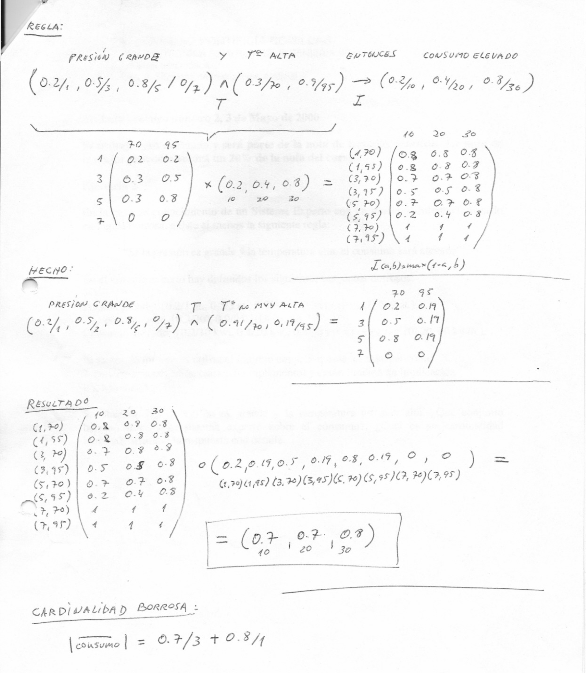 REGLA:
PRESIÓN GRANDE Y Tª ALTA ENTONCES CONSUMO ELEVADO
(0.2/1, 0.5/3, 0.8/5 / 0/7) ∧ (0.3/70, 0.9/95) → (0.2/10, 0.4/20, 0.8/30)
T I
70 95
1 0.2 0.2
3 0.3 0.5
5 0.3 0.8
7 0 0
× (0.2, 0.4, 0.8) =
10 20 30
10 20 30
(1,70) 0.8 0.8 0.8
(1,95) 0.8 0.8 0.8
(3,70) 0.7 0.7 0.8
(3,95) 0.5 0.5 0.8
(5,70) 0.7 0.7 0.8
(5,95) 0.2 0.4 0.8
(7,70) 1 1 1
(7,95) 1 1 1
I(a,b)=max(1-a,b)
HECHO:
PRESION GRANDE T Tª NO MUY ALTA
(0.2/1, 0.5/3, 0.8/5, 0/7) ∧ (0.91/70, 0.19/95) =
70 95
1 0.2 0.19
3 0.5 0.19
5 0.8 0.19
7 0 0
RESULTADO
10 20 30
(1,70) 0.8 0.8 0.8
(1,95) 0.8 0.8 0.8
(3,70) 0.7 0.8 0.8
(3,95) 0.5 0.5 0.8
(5,70) 0.7 0.7 0.8
(5,95) 0.2 0.4 0.8
(7,70) 1 1 1
(7,95) 1 1 1
o (0.2, 0.19, 0.5, 0.19, 0.8, 0.19, 0, 0) =
(1,70)(1,95)(3,70)(3,95)(5,70)(5,95)(7,70)(7,95)
= (0.7, 0.7, 0.8)
10 20 30
CARDINALIDAD BORROSA:
|consumo| = 0.7/3 + 0.8/1